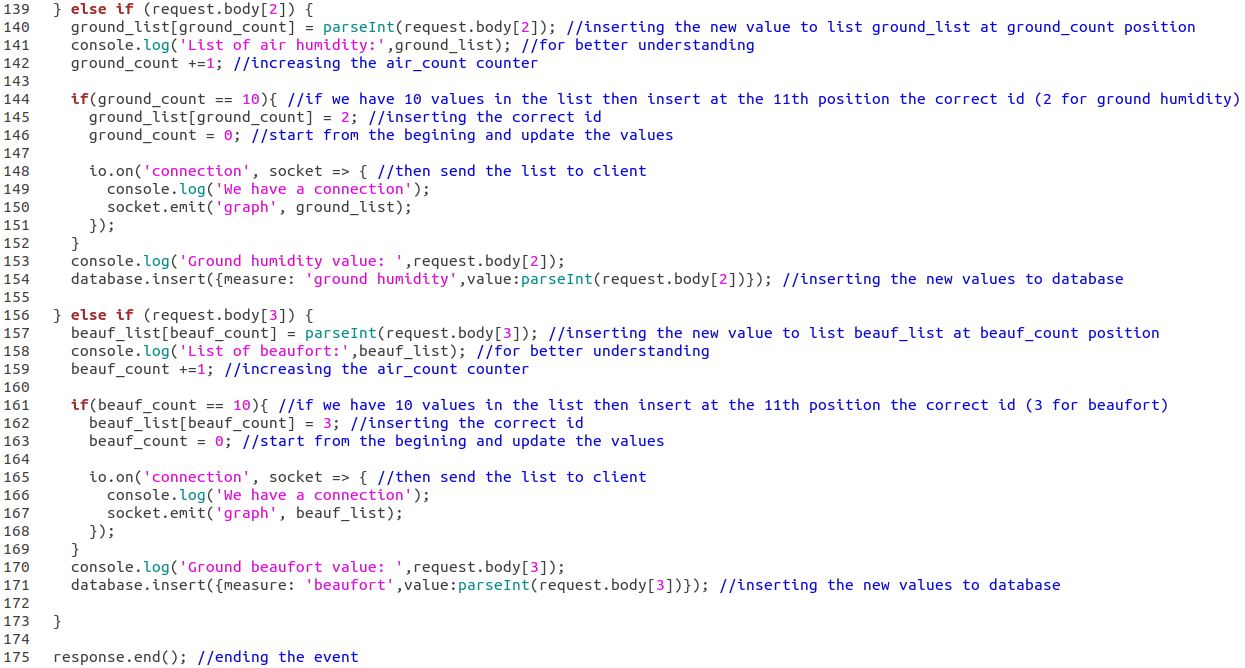 139 } else if (request.body[2]) {
140 ground_list[ground_count] = parseInt(request.body[2]); //inserting the new value to list ground_list at ground_count position
141 console.log('List of air humidity:',ground_list); //for better understanding
142 ground_count +=1; //increasing the air_count counter
143
144 if(ground_count == 10){ //if we have 10 values in the list then insert at the 11th position the correct id (2 for ground humidity)
145 ground_list[ground_count] = 2; //inserting the correct id
146 ground_count = 0; //start from the begining and update the values
147
148 io.on('connection', socket => { //then send the list to client
149 console.log('We have a connection');
150 socket.emit('graph', ground_list);
151 });
152 }
153 console.log('Ground humidity value: ',request.body[2]);
154 database.insert({measure: 'ground humidity',value:parseInt(request.body[2])}); //inserting the new values to database
155
156 } else if (request.body[3]) {
157 beauf_list[beauf_count] = parseInt(request.body[3]); //inserting the new value to list beauf_list at beauf_count position
158 console.log('List of beaufort:',beauf_list); //for better understanding
159 beauf_count +=1; //increasing the air_count counter
160
161 if(beauf_count == 10){ //if we have 10 values in the list then insert at the 11th position the correct id (3 for beaufort)
162 beauf_list[beauf_count] = 3; //inserting the correct id
163 beauf_count = 0; //start from the begining and update the values
164
165 io.on('connection', socket => { //then send the list to client
166 console.log('We have a connection');
167 socket.emit('graph', beauf_list);
168 });
169 }
170 console.log('Ground beaufort value: ',request.body[3]);
171 database.insert({measure: 'beaufort',value:parseInt(request.body[3])}); //inserting the new values to database
172
173 }
174
175 response.end(); //ending the event